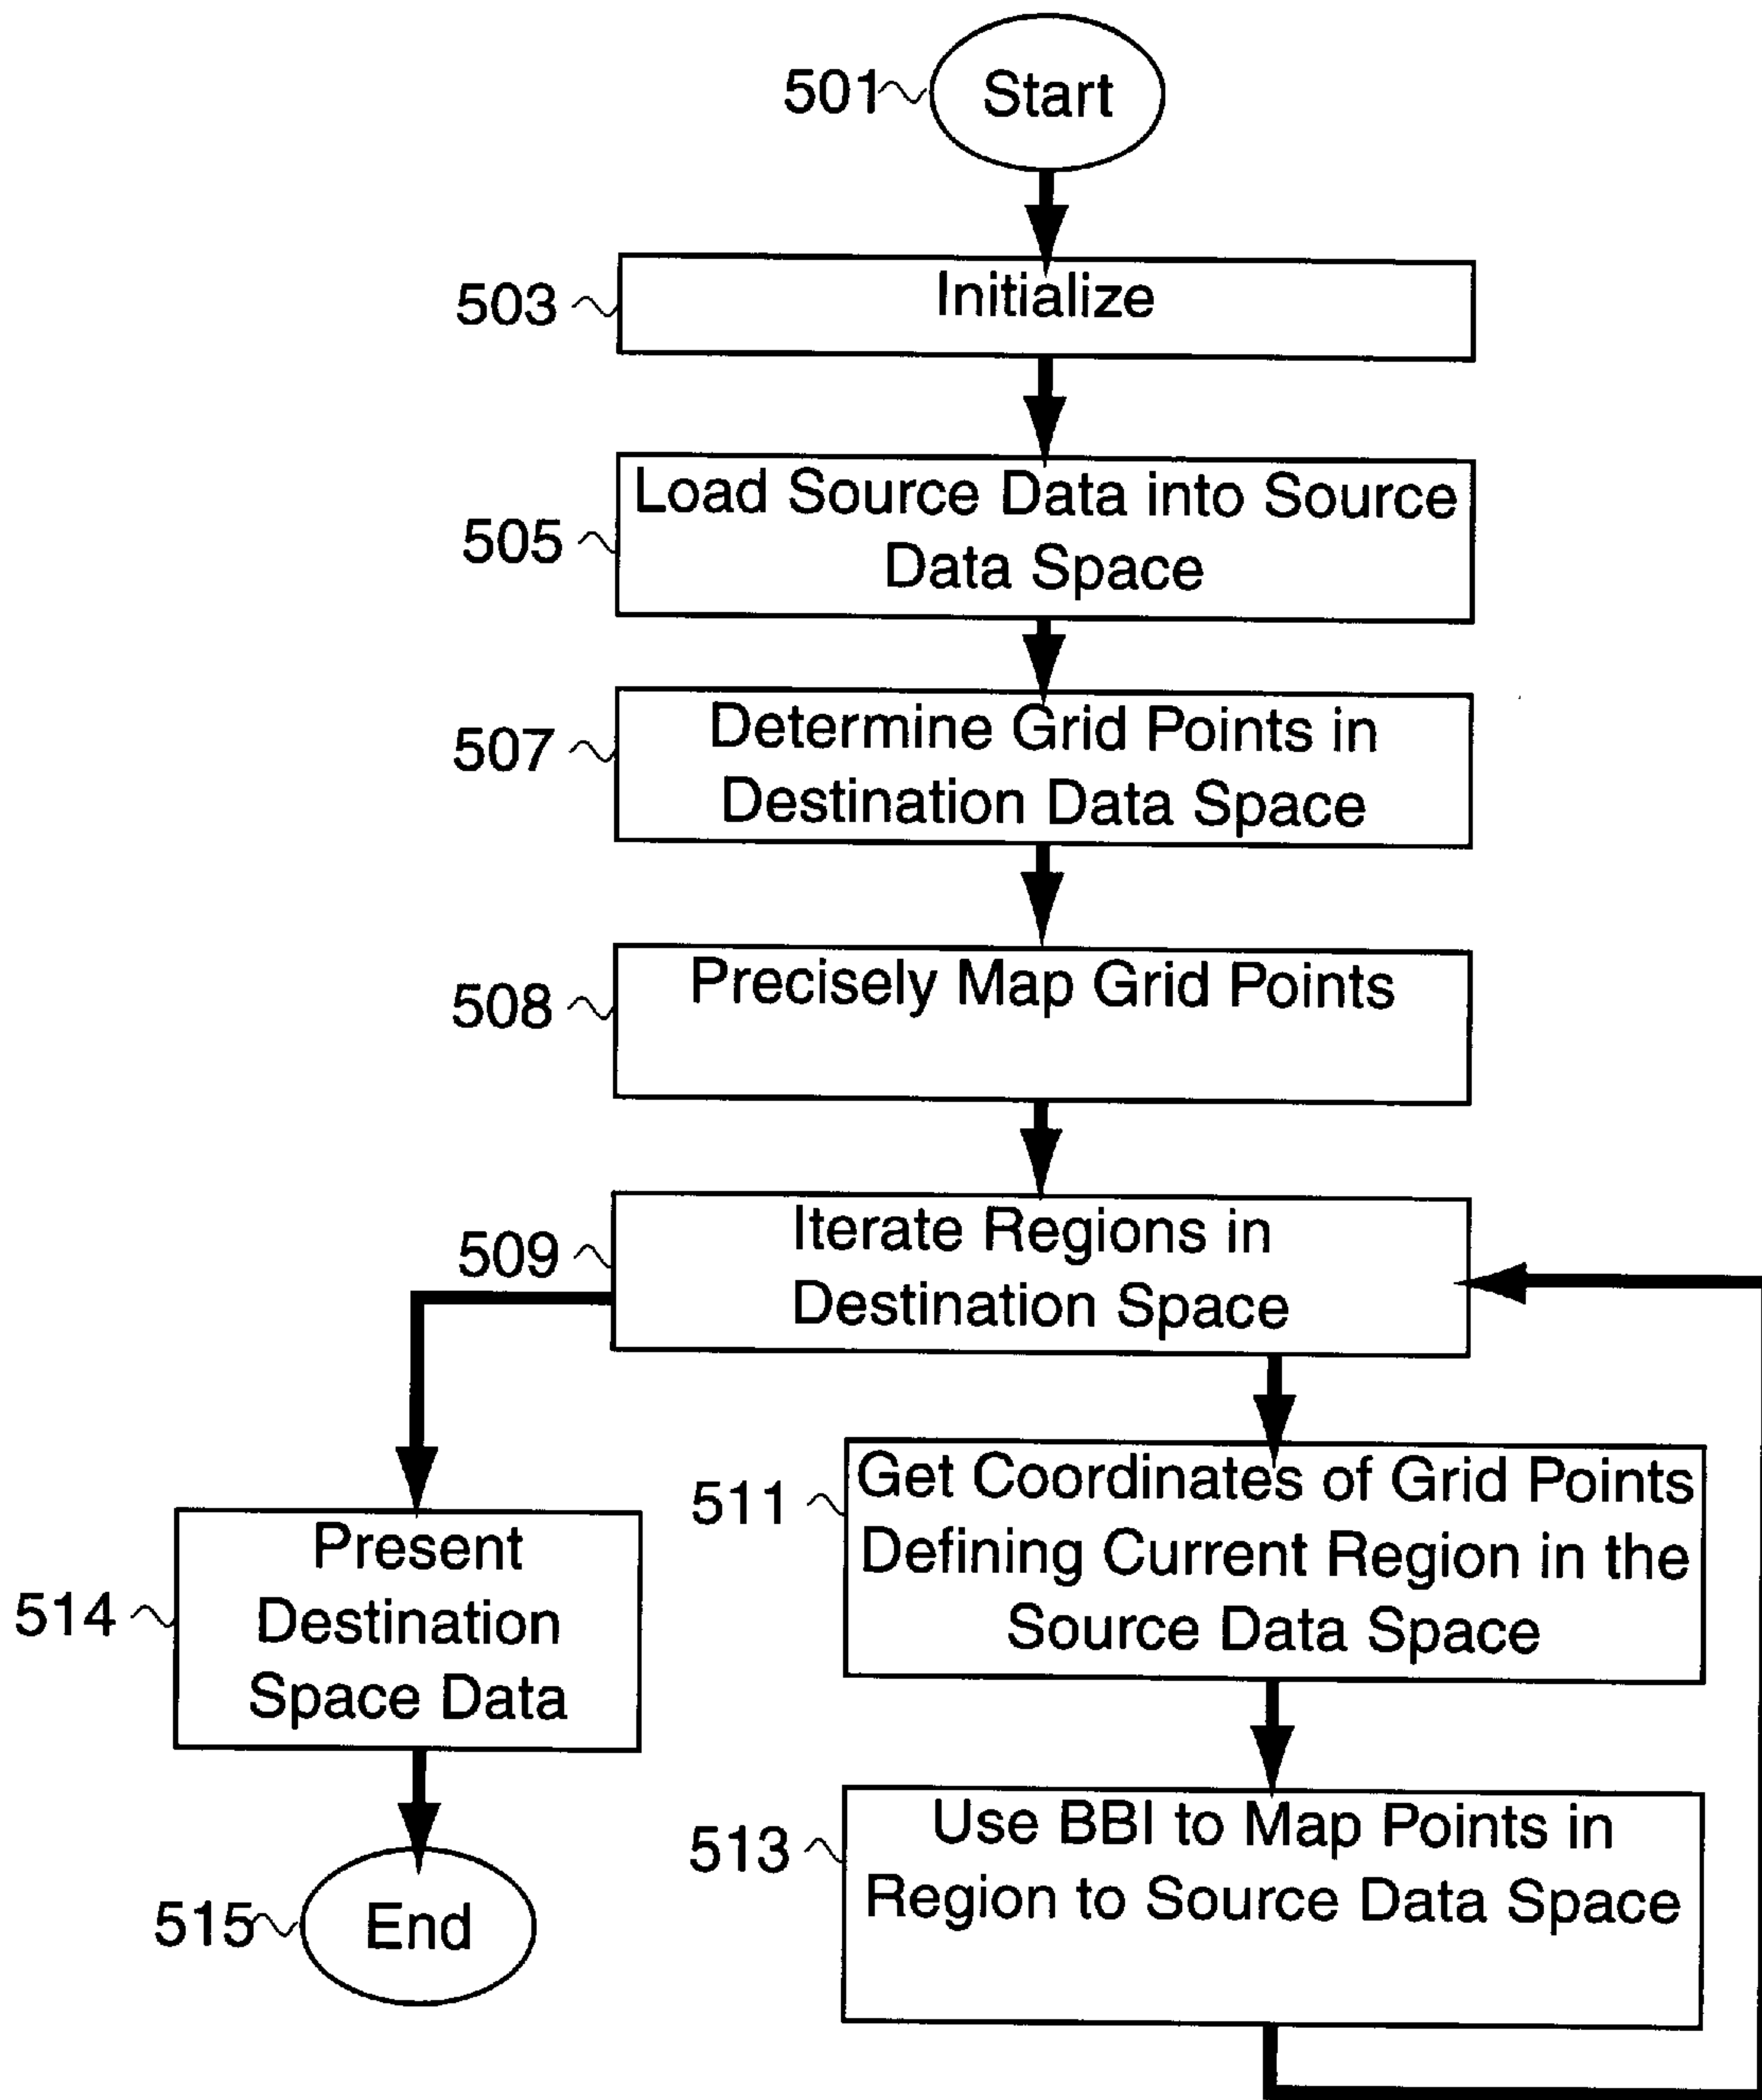 501
Start
503
Initialize
505
Load Source Data into Source
Data Space
507
Determine Grid Points in
Destination Data Space
508
Precisely Map Grid Points
509
Iterate Regions in
Destination Space
511
Get Coordinates of Grid Points
Defining Current Region in the
Source Data Space
514
Present
Destination
Space Data
513
Use BBI to Map Points in
Region to Source Data Space
515
End